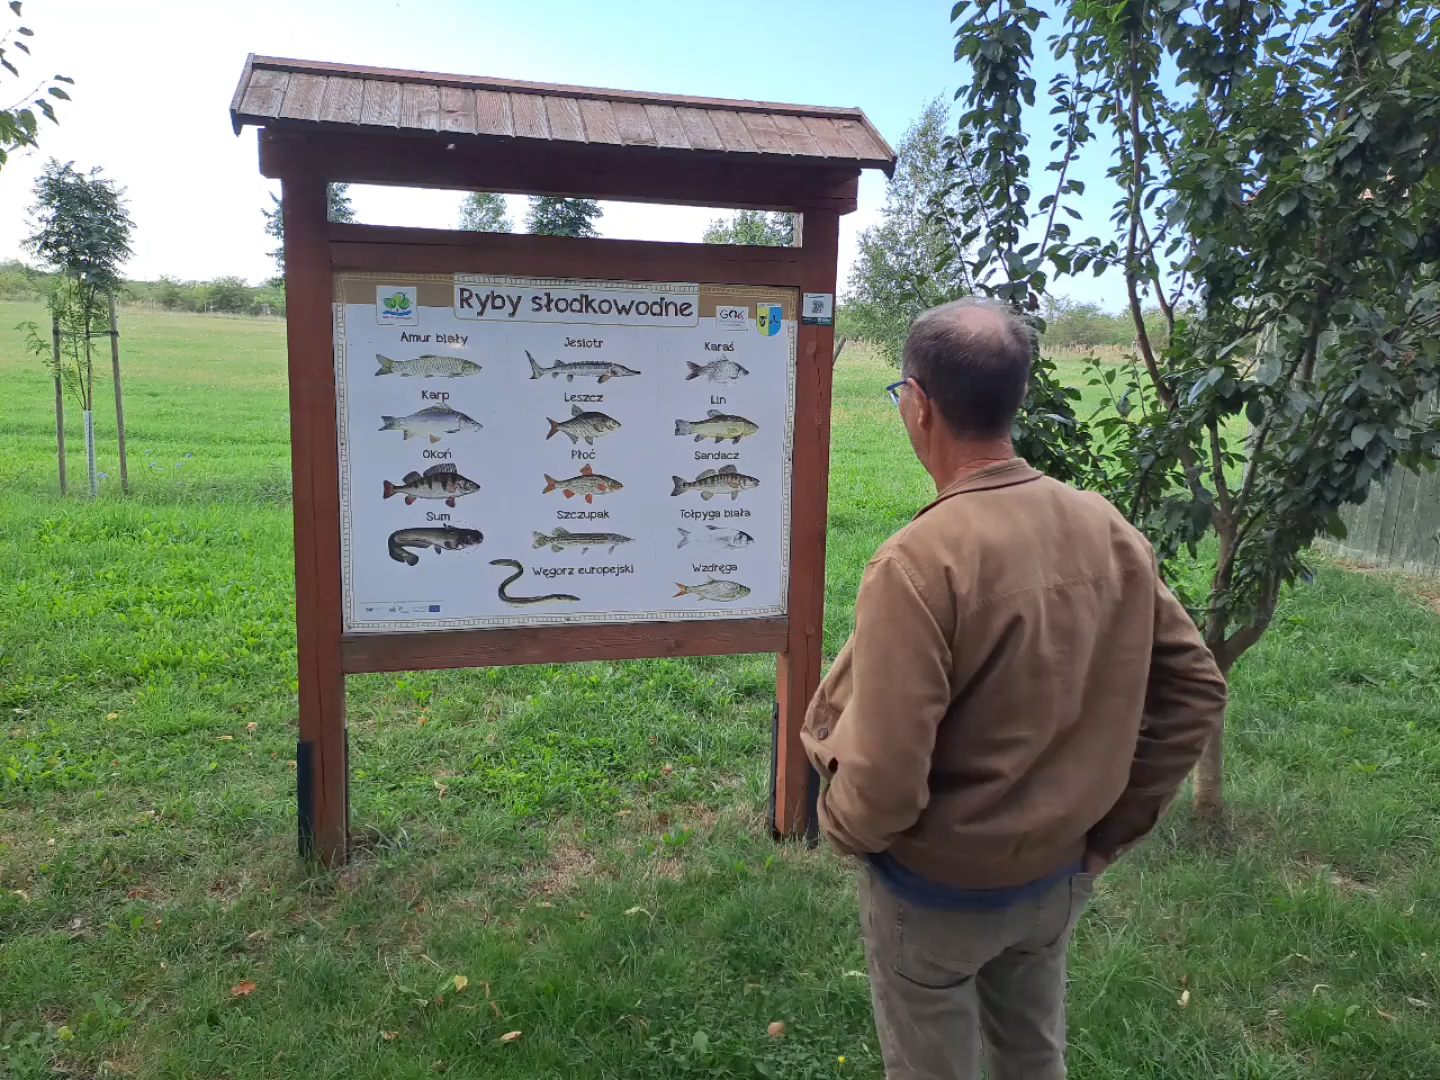 Ryby słodkowodne
GOK
Amur biały
Jesiotr
Karaś
Karp
Leszcz
Lin
Okoń
Płoć
Sandacz
Sum
Szczupak
Tołpyga biała
Węgorz europejski
Wzdręga